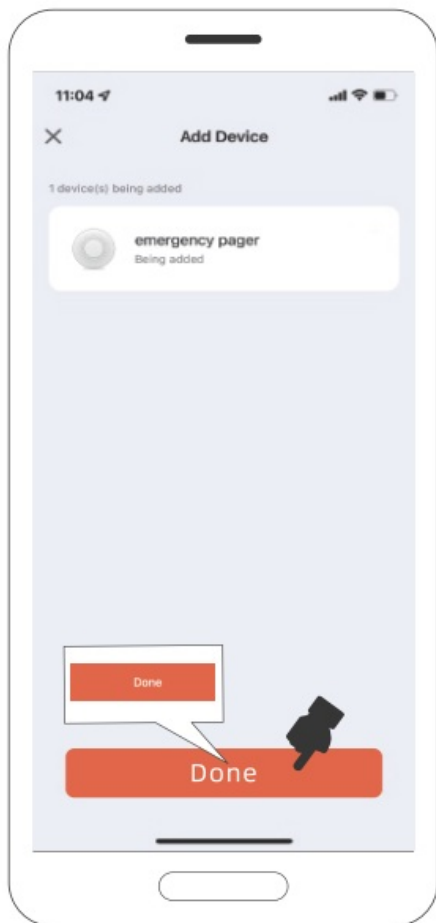 11:04
Add Device
1 device(s) being added
emergency pager
Being added
Done
Done